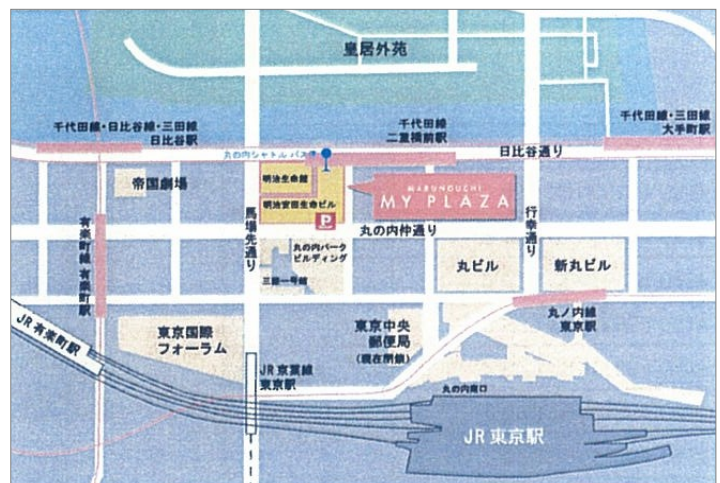 皇居外苑
千代田線・日比谷線・三田線
日比谷駅
千代田線
二重橋前駅
千代田線・三田線
大手町駅
丸の内シャトル バス停
日比谷通り
帝国劇場
明治生命館
明治安田生命ビル
P
MARUNOUCHI
MY PLAZA
有楽町線 有楽町駅
馬場先通り
丸の内仲通り
行幸通り
丸の内パーク
ビルディング
三菱一号館
丸ビル
新丸ビル
丸ノ内線
東京駅
JR 有楽町駅
東京国際
フォーラム
東京中央
郵便局
(現在閉鎖)
JR 京葉線
東京駅
丸の内南口
JR 東京駅